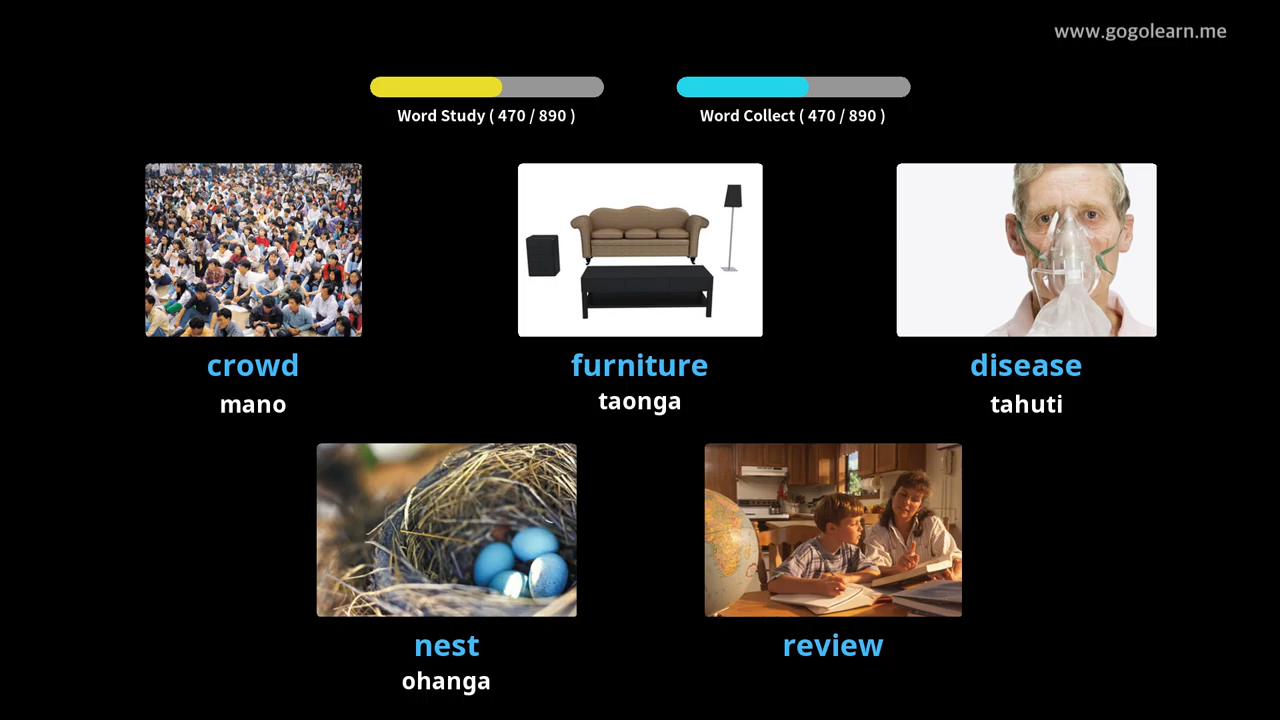 www.gogolearn.me
Word Study ( 470 / 890 )
Word Collect ( 470 / 890 )
crowd
mano
furniture
taonga
disease
tahuti
nest
ohanga
review